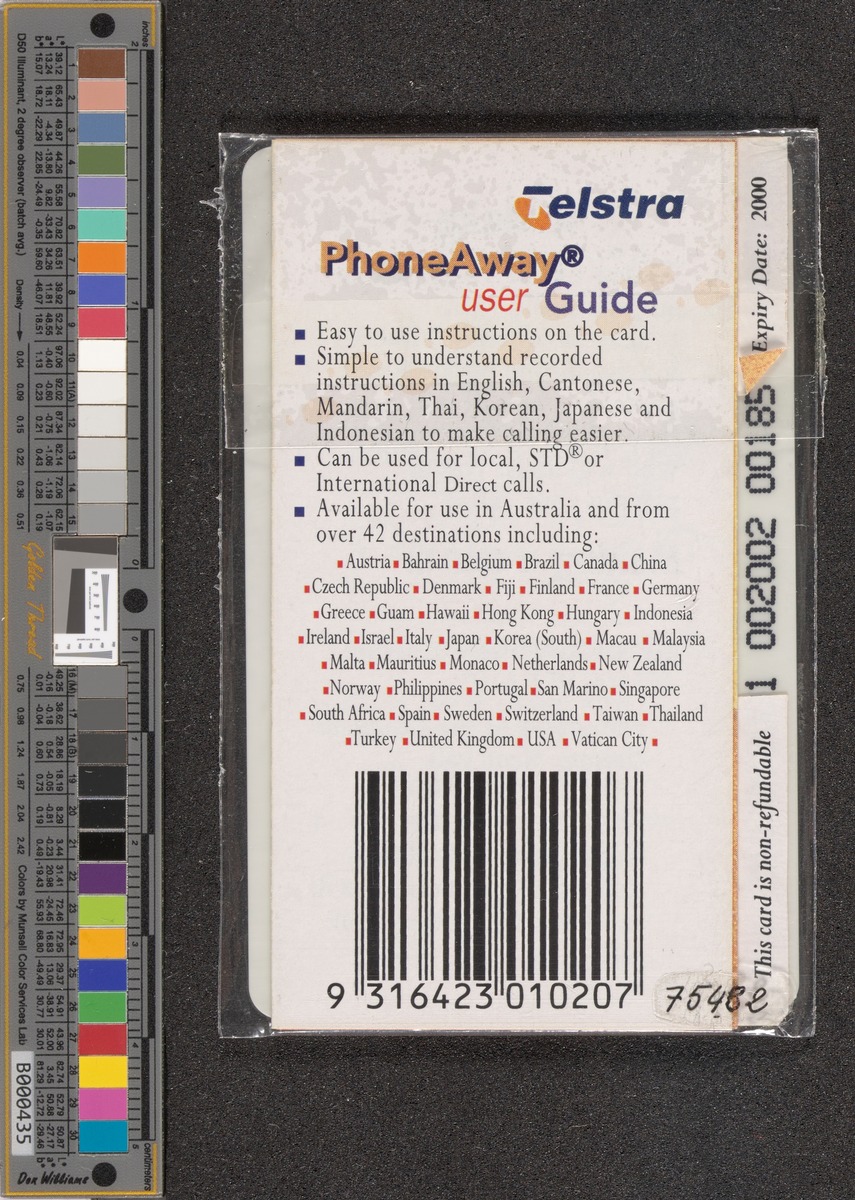 Telstra
PhoneAway®
user Guide
Easy to use instructions on the card.
Simple to understand recorded
instructions in English, Cantonese,
Mandarin, Thai, Korean, Japanese and
Indonesian to make calling easier.
Can be used for local, STD® or
International Direct calls.
Available for use in Australia and from
over 42 destinations including:
▪Austria▪Bahrain▪Belgium▪Brazil▪Canada▪China
▪Czech Republic▪Denmark▪Fiji▪Finland▪France▪Germany
▪Greece▪Guam▪Hawaii▪Hong Kong▪Hungary▪Indonesia
▪Ireland▪Israel▪Italy▪Japan▪Korea (South)▪Macau▪Malaysia
▪Malta▪Mauritius▪Monaco▪Netherlands▪New Zealand
▪Norway▪Philippines▪Portugal▪San Marino▪Singapore
▪South Africa▪Spain▪Sweden▪Switzerland▪Taiwan▪Thailand
▪Turkey▪United Kingdom▪USA▪Vatican City▪
9 316423 010207
75482
Expiry Date: 2000
1 002002 00185
This card is non-refundable
inches
D50 Illuminant, 2 degree observer (batch avg.)
Density
Golden Thread
Colors by Munsell Color Services Lab
B000435
centimeters
Don Williams